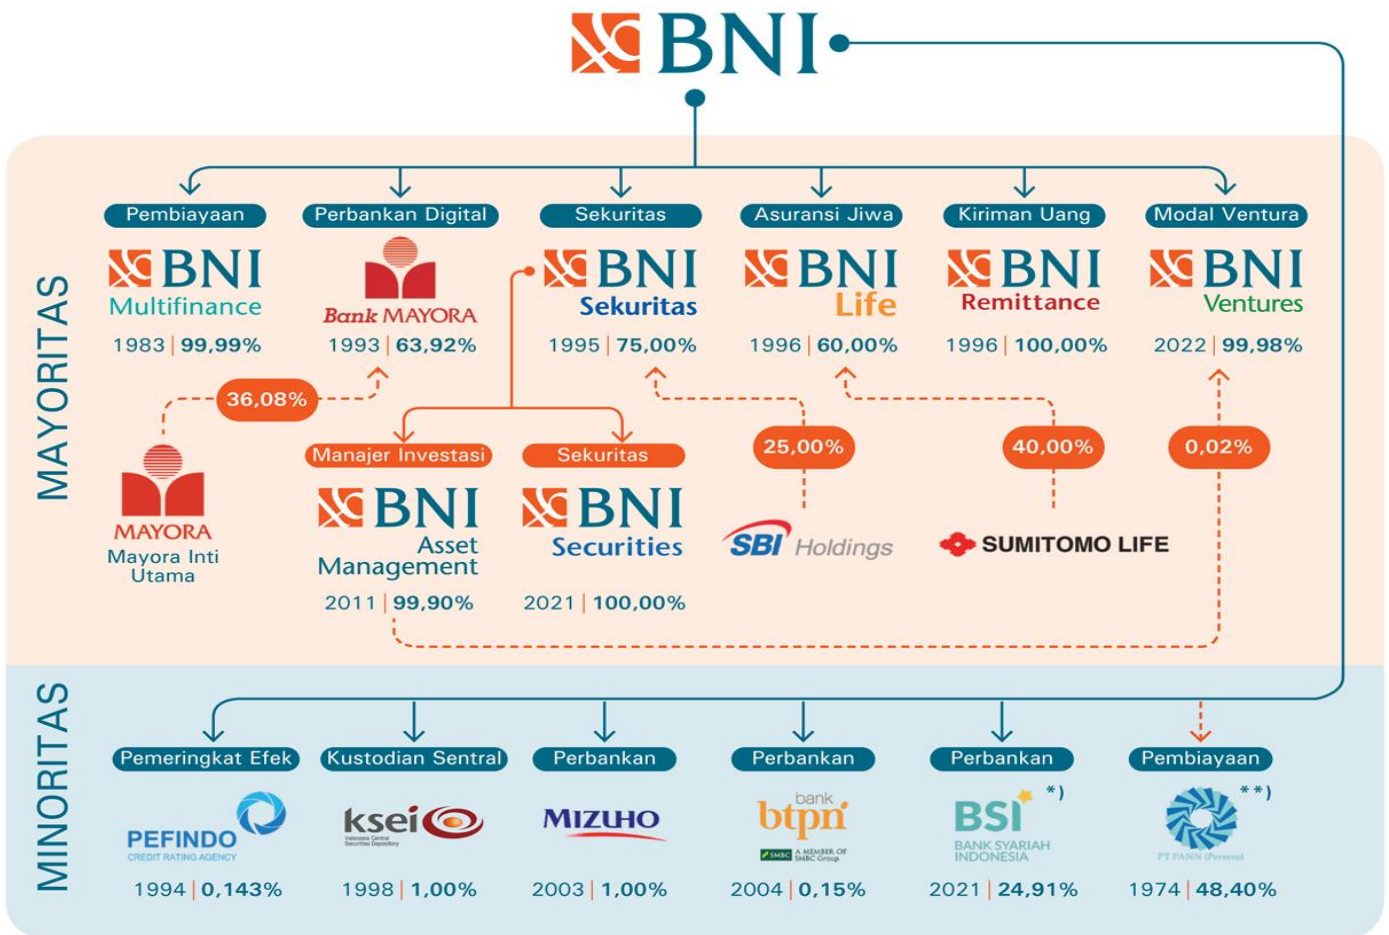 BNI
MAYORITAS
Pembiayaan
BNI
Multifinance
1983 | 99,99%
Perbankan Digital
Bank MAYORA
1993 | 63,92%
Sekuritas
BNI
Sekuritas
1995 | 75,00%
Asuransi Jiwa
BNI
Life
1996 | 60,00%
Kiriman Uang
BNI
Remittance
1996 | 100,00%
Modal Ventura
BNI
Ventures
2022 | 99,98%
36,08%
25,00%
40,00%
0,02%
MAYORA
Mayora Inti
Utama
Manajer Investasi
BNI
Asset
Management
2011 | 99,90%
Sekuritas
BNI
Securities
2021 | 100,00%
SBI Holdings
SUMITOMO LIFE
MINORITAS
Pemeringkat Efek
PEFINDO
CREDIT RATING AGENCY
1994 | 0,143%
Kustodian Sentral
ksei
Indonesia Central
Securities Depository
1998 | 1,00%
Perbankan
MIZUHO
2003 | 1,00%
Perbankan
bank
btpn
SMBC A MEMBER OF
SMBC Group
2004 | 0,15%
Perbankan
BSI *)
BANK SYARIAH
INDONESIA
2021 | 24,91%
Pembiayaan
**)
PT PANN (Persero)
1974 | 48,40%